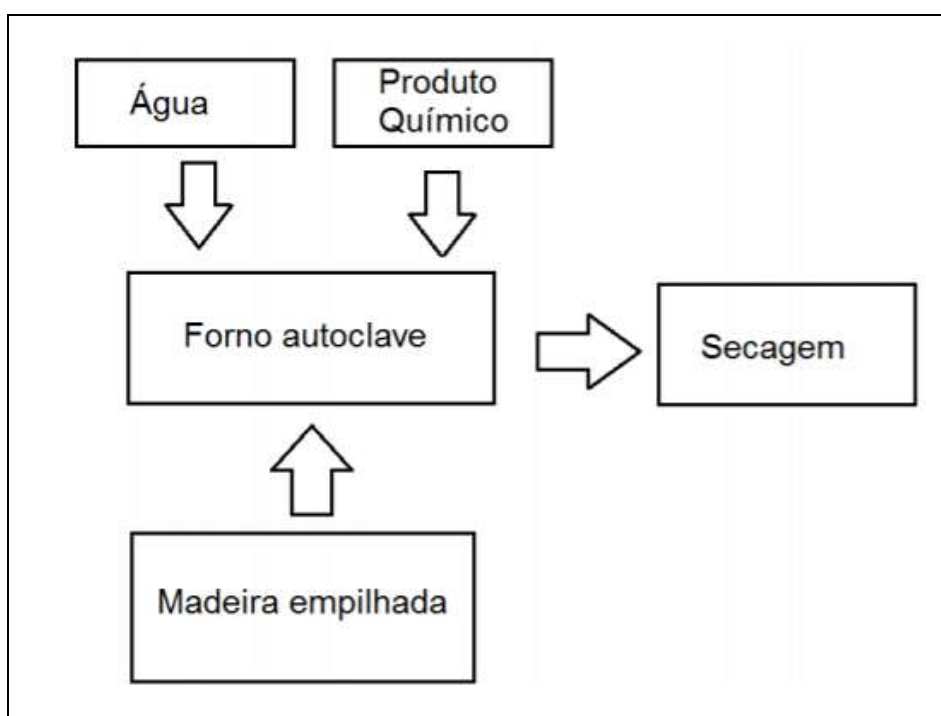 Água
Produto
Químico
Forno autoclave
Secagem
Madeira empilhada